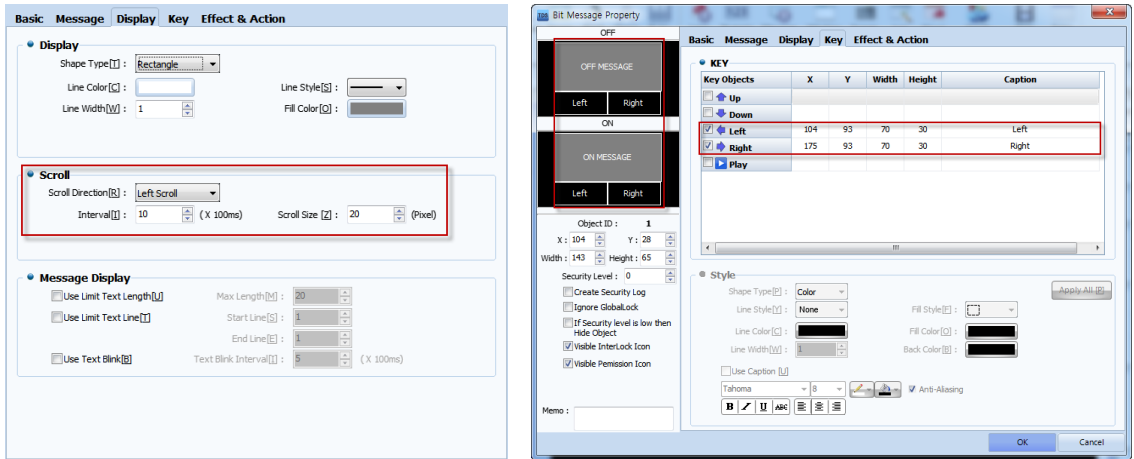 Basic Message Display Key Effect & Action
Display
Shape Type[T] : Rectangle
Line Color[C] : Line Style[S] :
Line Width[W] : 1 Fill Color[O] :
Scroll
Scroll Direction[R] : Left Scroll
Interval[I] : 10 ( X 100ms) Scroll Size [Z] : 20 (Pixel)
Message Display
Use Limit Text Length[U] Max Length[M] : 20
Use Limit Text Line[T] Start Line[S] : 1
End Line[E] : 1
Use Text Blink[B] Text Blink Interval[I] : 5 ( X 100ms)
Bit Message Property
OFF
OFF MESSAGE
Left Right
ON
ON MESSAGE
Left Right
Object ID : 1
X : 104 Y : 28
Width : 143 Height : 65
Security Level : 0
Create Security Log
Ignore GlobalLock
If Security level is low then
Hide Object
Visible InterLock Icon
Visible Pemission Icon
Memo :
Basic Message Display Key Effect & Action
KEY
Key Objects X Y Width Height Caption
Up
Down
Left 104 93 70 30 Left
Right 175 93 70 30 Right
Play
Style
Shape Type[P] : Color Apply All [P]
Line Style[Y] : None Fill Style[F] :
Line Color[C] : Fill Color[O] :
Line Width[W] : 1 Back Color[B] :
Use Caption [U]
Tahoma 8 Anti-Aliasing
B I U ABC
OK Cancel